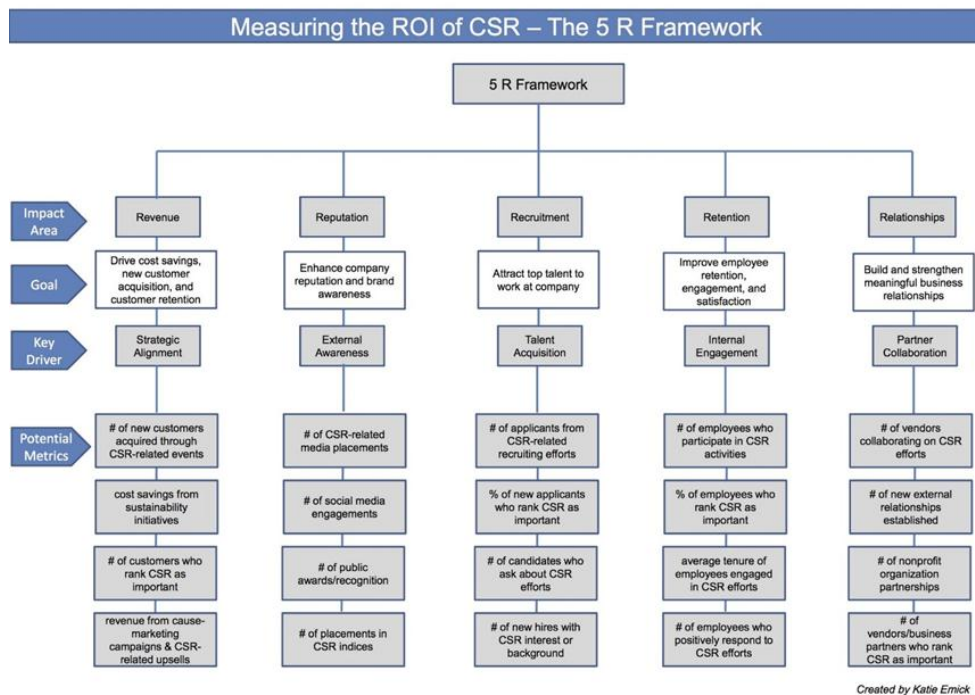 Measuring the ROI of CSR – The 5 R Framework
5 R Framework
Impact
Area
Revenue
Reputation
Recruitment
Retention
Relationships
Goal
Drive cost savings,
new customer
acquisition, and
customer retention
Enhance company
reputation and brand
awareness
Attract top talent to
work at company
Improve employee
retention,
engagement, and
satisfaction
Build and strengthen
meaningful business
relationships
Key
Driver
Strategic
Alignment
External
Awareness
Talent
Acquisition
Internal
Engagement
Partner
Collaboration
Potential
Metrics
# of new customers
acquired through
CSR-related events
# of CSR-related
media placements
# of applicants from
CSR-related
recruiting efforts
# of employees who
participate in CSR
activities
# of vendors
collaborating on CSR
efforts
cost savings from
sustainability
initiatives
# of social media
engagements
% of new applicants
who rank CSR as
important
% of employees who
rank CSR as
important
# of new external
relationships
established
# of customers who
rank CSR as
important
# of public
awards/recognition
# of candidates who
ask about CSR
efforts
average tenure of
employees engaged
in CSR efforts
# of nonprofit
organization
partnerships
revenue from cause-
marketing
campaigns & CSR-
related upsells
# of placements in
CSR indices
# of new hires with
CSR interest or
background
# of employees who
positively respond to
CSR efforts
# of
vendors/business
partners who rank
CSR as important
Created by Katie Emick